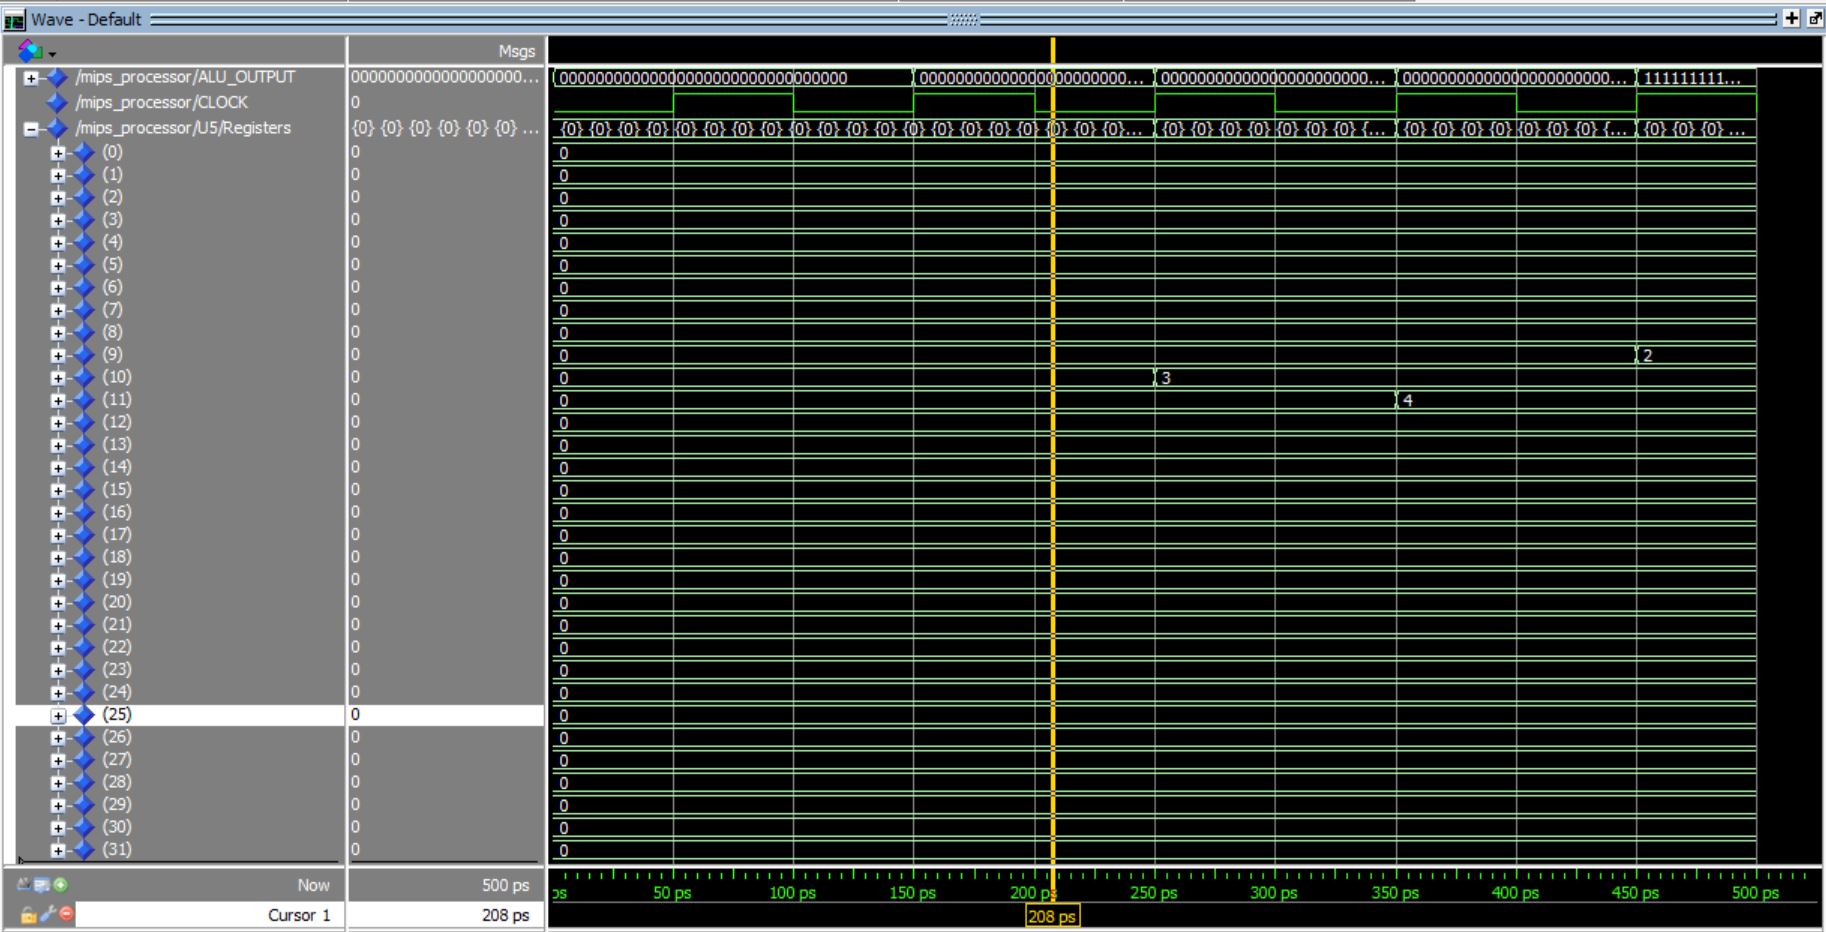 Wave - Default
Msgs
/mips_processor/ALU_OUTPUT 0000000000000000000... 00000000000000000000000000000000 00000000000000000000000... 00000000000000000000000... 00000000000000000000000... 111111111...
/mips_processor/CLOCK 0
/mips_processor/U5/Registers {0} {0} {0} {0} {0} {0} ... {0} {0} {0} {0} {0} {0} {0} {0} {0} {0} {0} {0} {0} {0} {0} {0} {0} {0} {0} {0}... {0} {0} {0} {0} {0} {0} {0} {... {0} {0} {0} {0} {0} {0} {0} {... {0} {0} {0} ...
(0) 0 0
(1) 0 0
(2) 0 0
(3) 0 0
(4) 0 0
(5) 0 0
(6) 0 0
(7) 0 0
(8) 0 0
(9) 0 0 2
(10) 0 0 3
(11) 0 0 4
(12) 0 0
(13) 0 0
(14) 0 0
(15) 0 0
(16) 0 0
(17) 0 0
(18) 0 0
(19) 0 0
(20) 0 0
(21) 0 0
(22) 0 0
(23) 0 0
(24) 0 0
(25) 0 0
(26) 0 0
(27) 0 0
(28) 0 0
(29) 0 0
(30) 0 0
(31) 0 0
Now 500 ps ps 50 ps 100 ps 150 ps 200 ps 250 ps 300 ps 350 ps 400 ps 450 ps 500 ps
Cursor 1 208 ps 208 ps